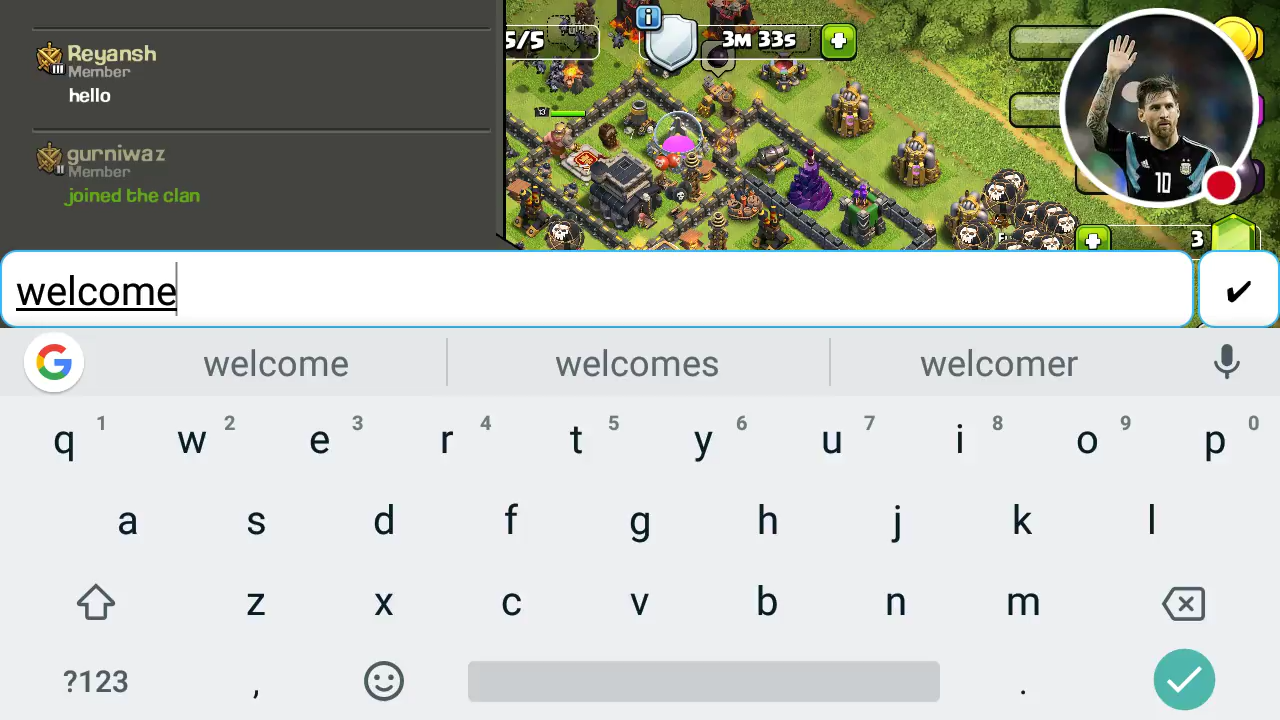 Reyansh
Member
hello
gurniwaz
Member
joined the clan
5/5
3M 33s
10
3
welcome
welcome welcomes welcomer
q 1 w 2 e 3 r 4 t 5 y 6 u 7 i 8 o 9 p 0
a s d f g h j k l
z x c v b n m
?123 , .